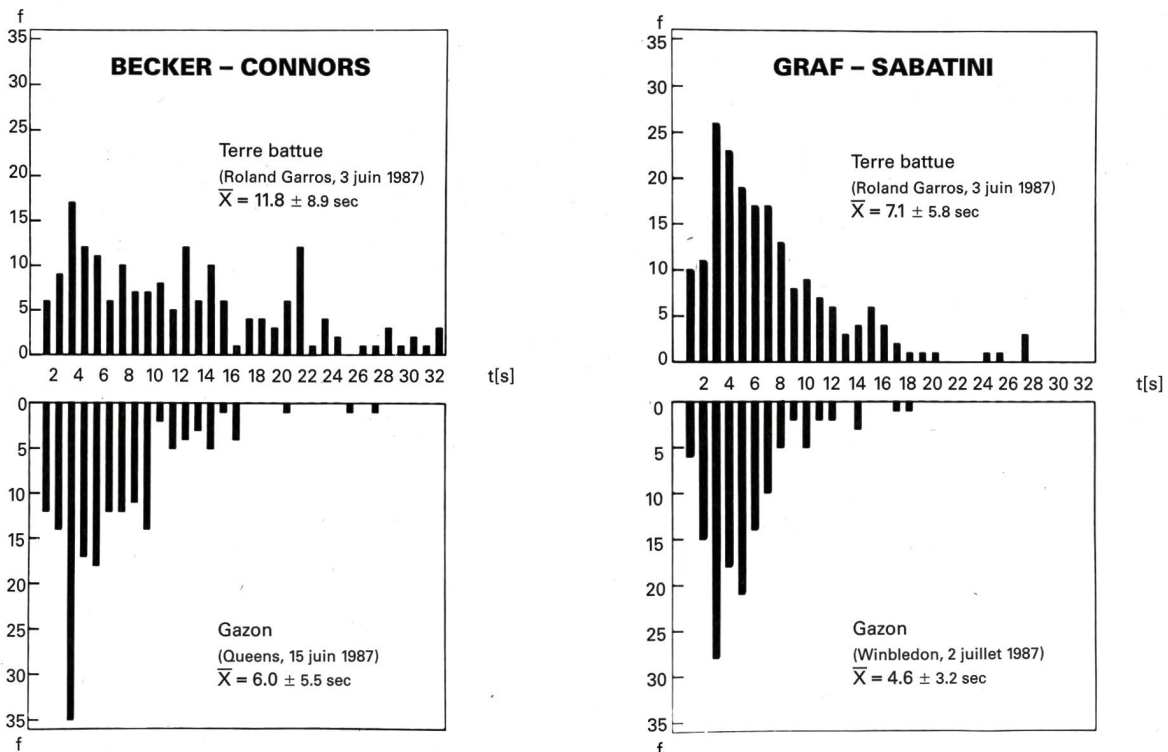 f
35
BECKER – CONNORS
30
25
Terre battue
20
(Roland Garros, 3 juin 1987)
X̅ = 11.8 ± 8.9 sec
15
10
5
0
2 4 6 8 10 12 14 16 18 20 22 24 26 28 30 32 t[s]
0
5
10
15
20
25
Gazon
(Queens, 15 juin 1987)
30
X̅ = 6.0 ± 5.5 sec
35
f
f
35
GRAF – SABATINI
30
25
Terre battue
20
(Roland Garros, 3 juin 1987)
X̅ = 7.1 ± 5.8 sec
15
10
5
0
2 4 6 8 10 12 14 16 18 20 22 24 26 28 30 32 t[s]
0
5
10
15
20
25
Gazon
(Winbledon, 2 juillet 1987)
30
X̅ = 4.6 ± 3.2 sec
35
f